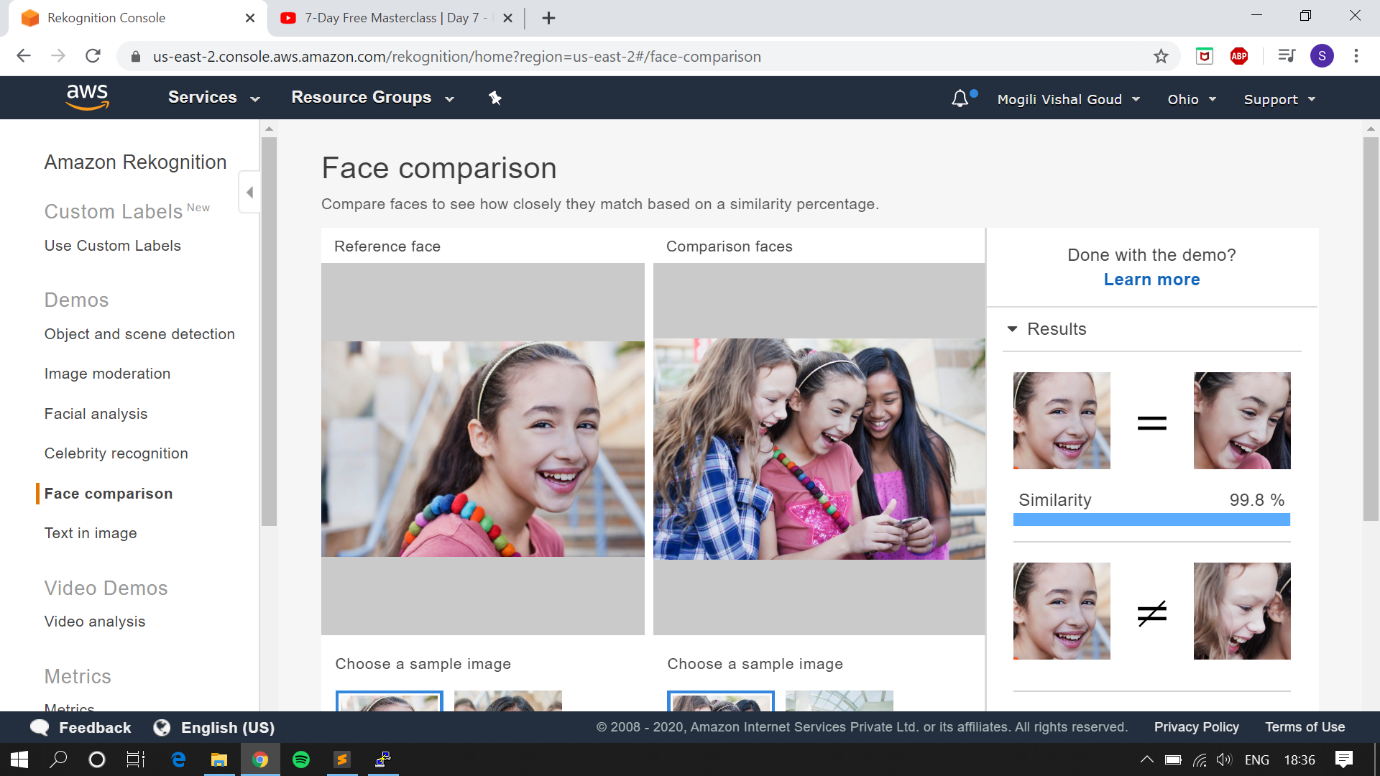 Rekognition Console
7-Day Free Masterclass | Day 7 -
us-east-2.console.aws.amazon.com/rekognition/home?region=us-east-2#/face-comparison
ABP
S
aws
Services
Resource Groups
Mogili Vishal Goud
Ohio
Support
Amazon Rekognition
Custom Labels New
Use Custom Labels
Demos
Object and scene detection
Image moderation
Facial analysis
Celebrity recognition
Face comparison
Text in image
Video Demos
Video analysis
Metrics
Metrics
Face comparison
Compare faces to see how closely they match based on a similarity percentage.
Reference face
Comparison faces
Choose a sample image
Choose a sample image
Done with the demo?
Learn more
Results
=
Similarity 99.8 %
≠
Feedback
English (US)
© 2008 - 2020, Amazon Internet Services Private Ltd. or its affiliates. All rights reserved.
Privacy Policy
Terms of Use
ENG
18:36